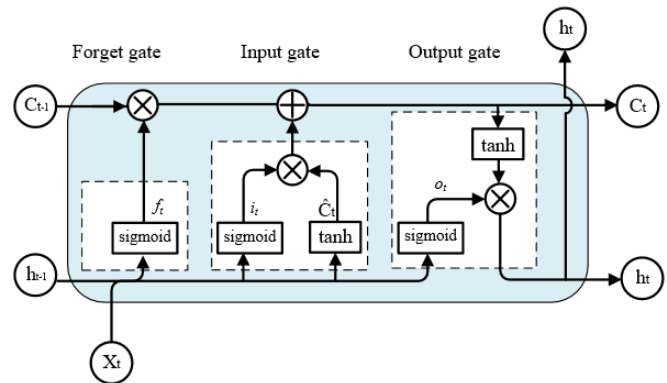 hₜ
Forget gate Input gate Output gate
Cₜ₋₁ Cₜ
tanh
fₜ iₜ Ĉₜ oₜ
sigmoid sigmoid tanh sigmoid
hₜ₋₁ hₜ
Xₜ